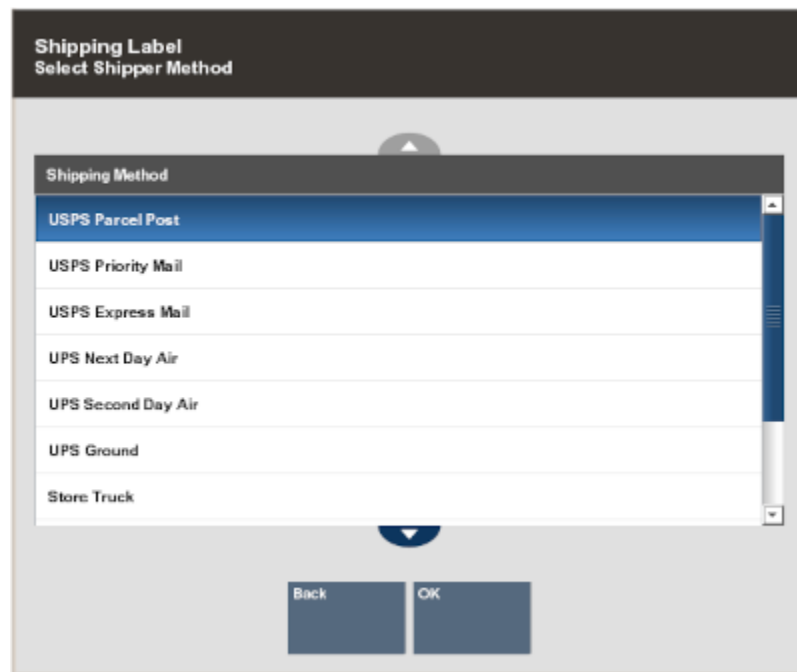 Shipping Label
Select Shipper Method
Shipping Method
USPS Parcel Post
USPS Priority Mail
USPS Express Mail
UPS Next Day Air
UPS Second Day Air
UPS Ground
Store Truck
Back
OK